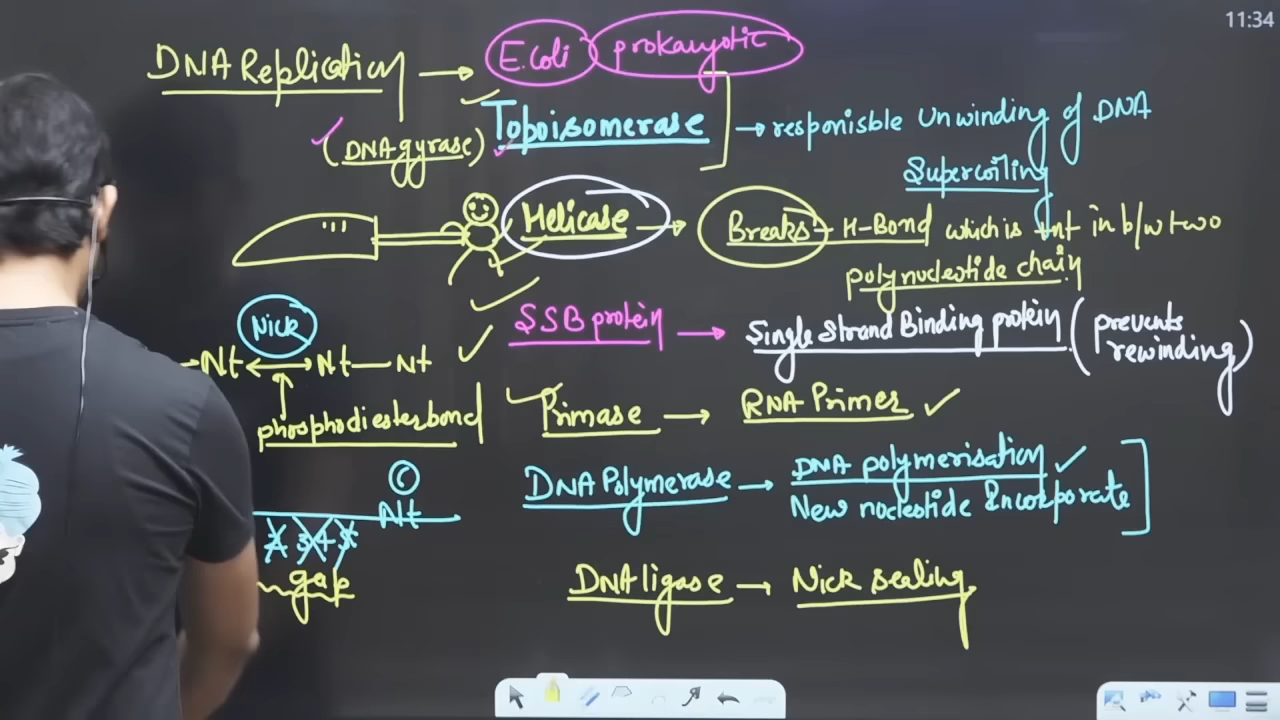 11:34
DNA Replication → E.Coli prokaryotic
(DNA gyrase) Topoisomerase → responisble Unwinding of DNA
Supercoiling
Helicase → Breaks H-Bond which is in b/w two
polynucleotide chain
Nick
SSB protein → Single Strand Binding protein (prevents
rewinding)
Nt ↔ Nt — Nt
phosphodiester bond
Primase → RNA Primer ✓
DNA Polymerase → DNA polymerisation ✓
New nucleotide Incorporate
Nt
gap
DNA ligase → Nick sealing